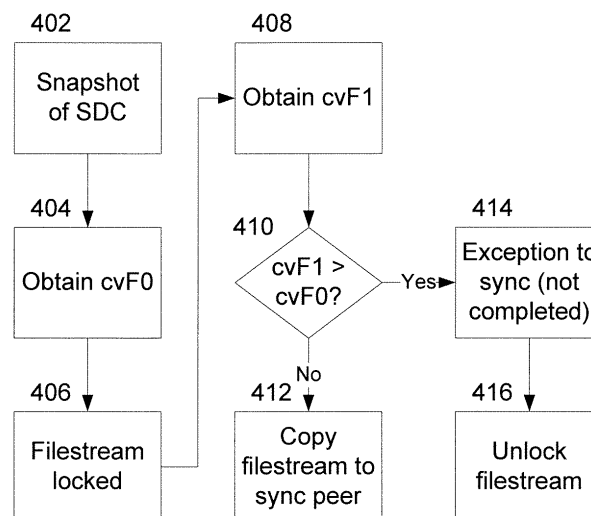 402
Snapshot
of SDC
404
Obtain cvF0
406
Filestream
locked
408
Obtain cvF1
410
cvF1 >
cvF0?
Yes
No
412
Copy
filestream to
sync peer
414
Exception to
sync (not
completed)
416
Unlock
filestream